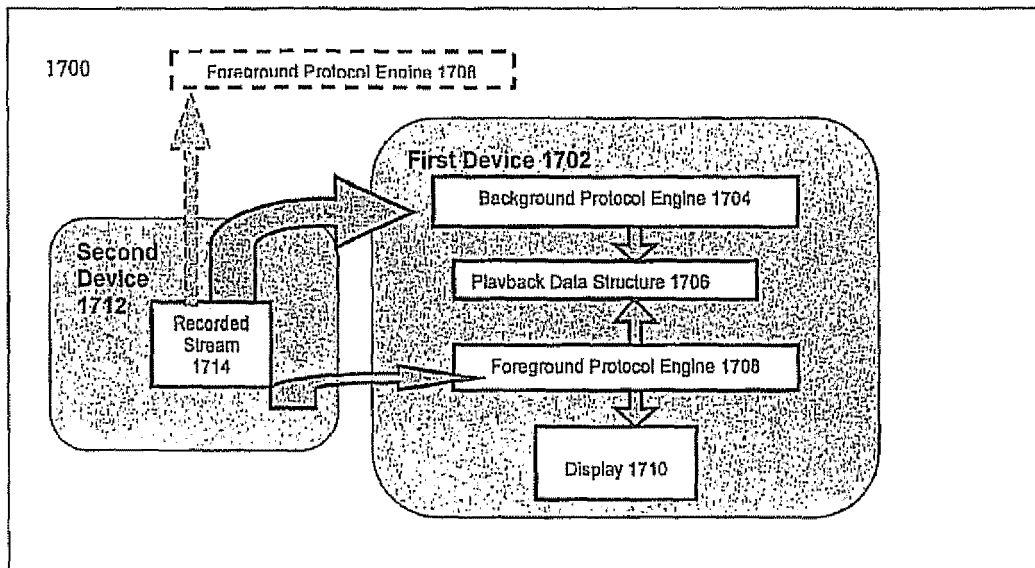 1700
Foreground Protocol Engine 1708
First Device 1702
Background Protocol Engine 1704
Second
Device
1712
Playback Data Structure 1706
Recorded
Stream
1714
Foreground Protocol Engine 1708
Display 1710